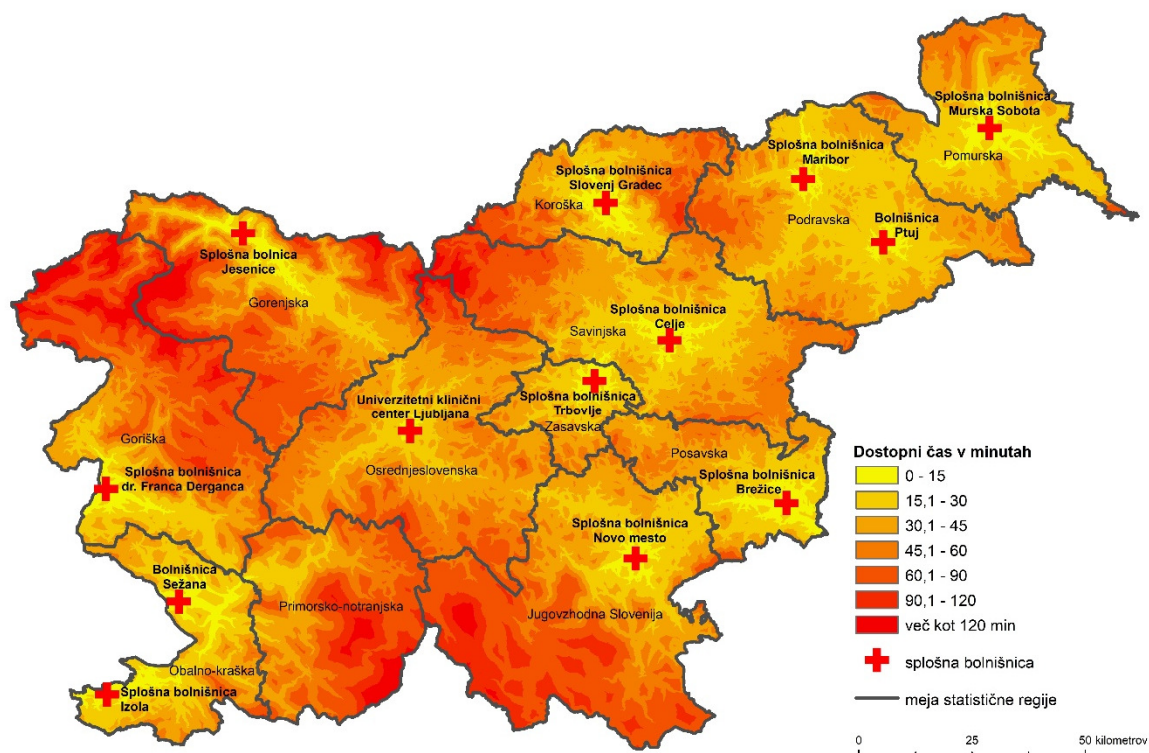 Splošna bolnišnica
Murska Sobota
Pomurska
Splošna bolnišnica
Maribor
Podravska
Bolnišnica
Ptuj
Splošna bolnišnica
Slovenj Gradec
Koroška
Splošna bolnica
Jesenice
Gorenjska
Splošna bolnišnica
Celje
Savinjska
Splošna bolnišnica
Trbovlje
Zasavska
Univerzitetni klinični
center Ljubljana
Osrednjeslovenska
Goriška
Splošna bolnišnica
dr. Franca Derganca
Posavska
Splošna bolnišnica
Brežice
Splošna bolnišnica
Novo mesto
Jugovzhodna Slovenija
Bolnišnica
Sežana
Primorsko-notranjska
Obalno-kraška
Splošna bolnišnica
Izola
Dostopni čas v minutah
0 - 15
15,1 - 30
30,1 - 45
45,1 - 60
60,1 - 90
90,1 - 120
več kot 120 min
splošna bolnišnica
meja statistične regije
0 25 50 kilometrov